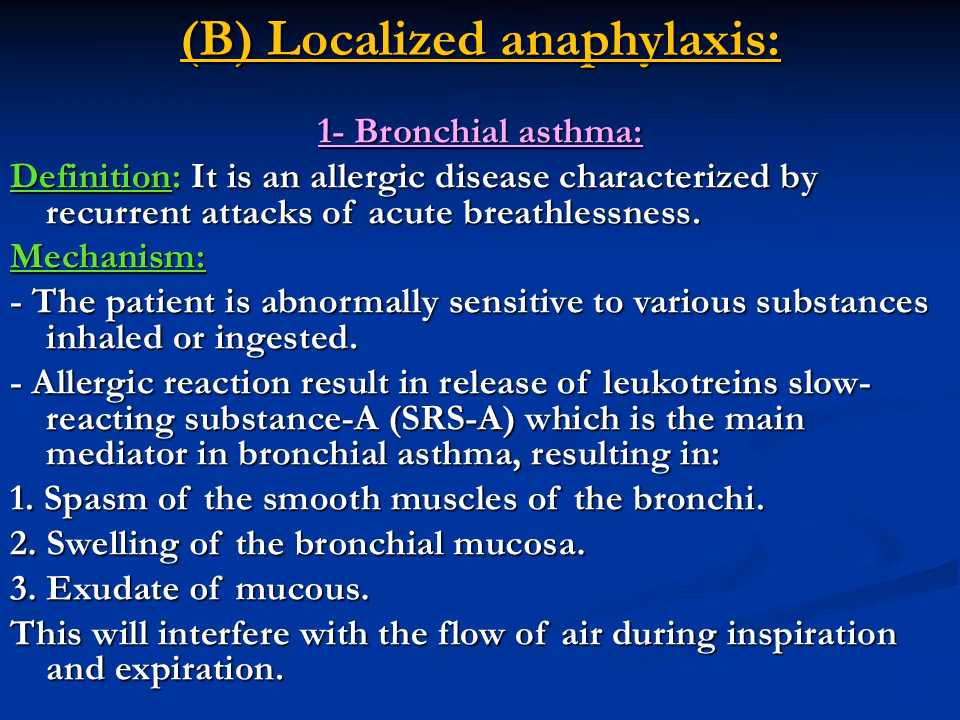 (B) Localized anaphylaxis:
1- Bronchial asthma:
Definition: It is an allergic disease characterized by
recurrent attacks of acute breathlessness.
Mechanism:
- The patient is abnormally sensitive to various substances
inhaled or ingested.
- Allergic reaction result in release of leukotreins slow-
reacting substance-A (SRS-A) which is the main
mediator in bronchial asthma, resulting in:
1. Spasm of the smooth muscles of the bronchi.
2. Swelling of the bronchial mucosa.
3. Exudate of mucous.
This will interfere with the flow of air during inspiration
and expiration.